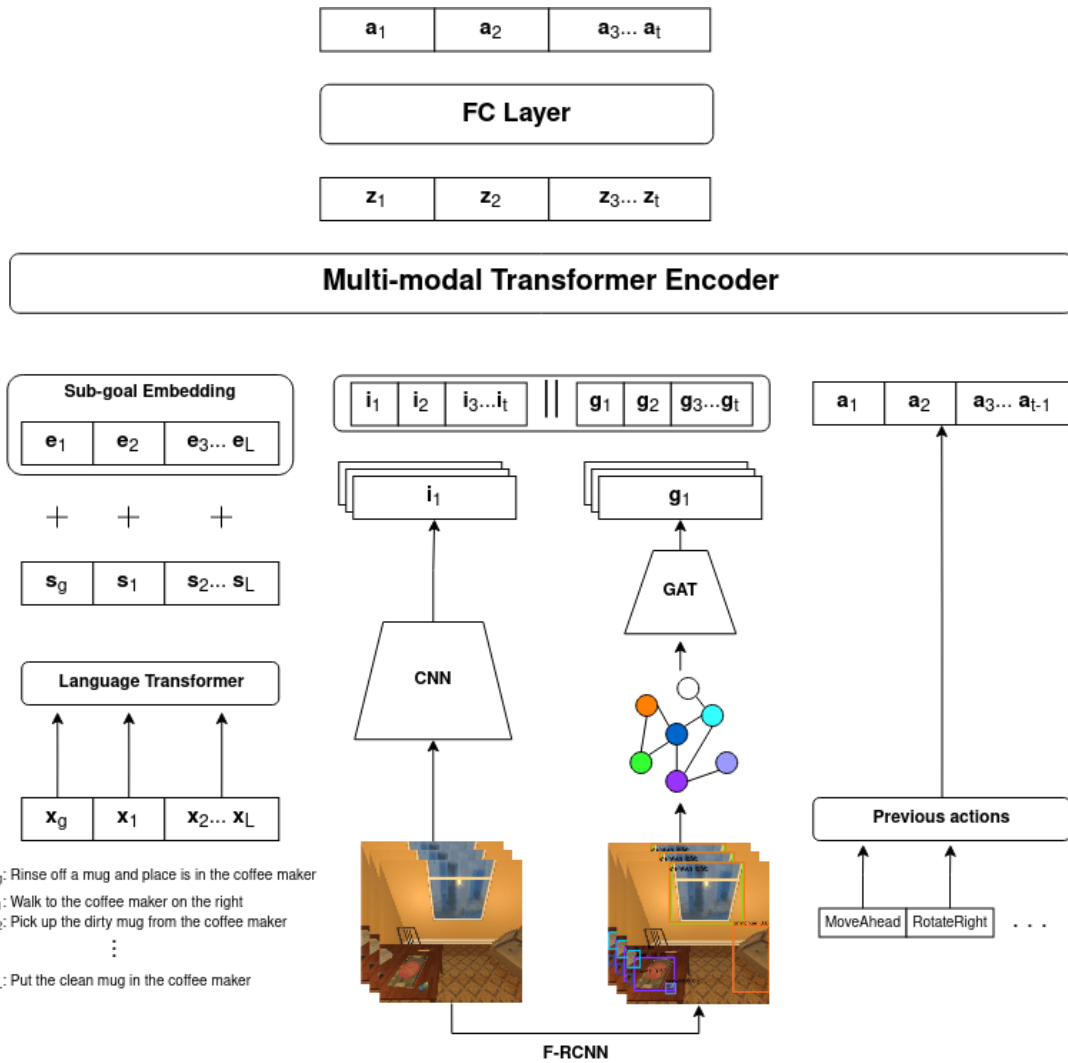 a1 a2 a3... at
FC Layer
z1 z2 z3... zt
Multi-modal Transformer Encoder
Sub-goal Embedding
e1 e2 e3... eL
i1 i2 i3...it || g1 g2 g3...gt
a1 a2 a3... at-1
+ + +
i1
g1
sg s1 s2... sL
GAT
Language Transformer
CNN
xg x1 x2... xL
Previous actions
: Rinse off a mug and place is in the coffee maker
: Walk to the coffee maker on the right
: Pick up the dirty mug from the coffee maker
⋮
: Put the clean mug in the coffee maker
MoveAhead RotateRight . . .
F-RCNN